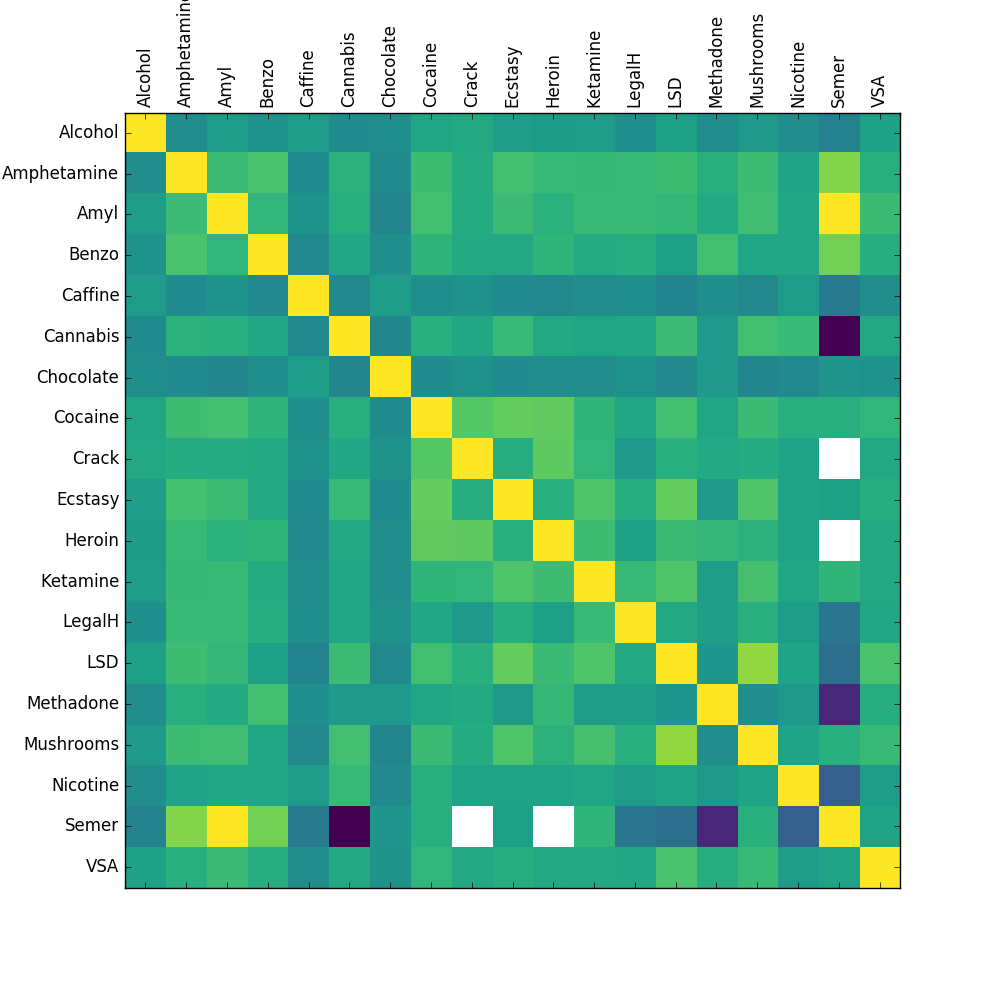 Alcohol
Amphetamine
Amyl
Benzo
Caffine
Cannabis
Chocolate
Cocaine
Crack
Ecstasy
Heroin
Ketamine
LegalH
LSD
Methadone
Mushrooms
Nicotine
Semer
VSA
Alcohol
Amphetamine
Amyl
Benzo
Caffine
Cannabis
Chocolate
Cocaine
Crack
Ecstasy
Heroin
Ketamine
LegalH
LSD
Methadone
Mushrooms
Nicotine
Semer
VSA